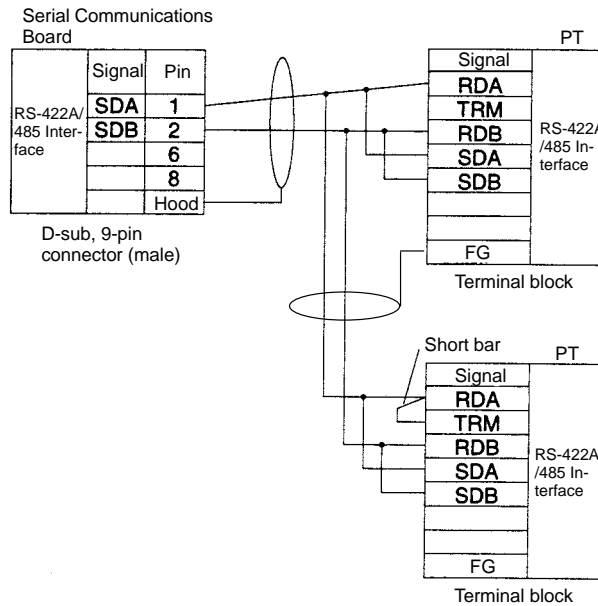 Serial Communications
Board
Signal Pin
RS-422A/
485 Inter-
face
SDA 1
SDB 2
6
8
Hood
D-sub, 9-pin
connector (male)
PT
Signal
RDA
TRM
RDB
SDA
SDB
FG
RS-422A
/485 In-
terface
Terminal block
Short bar
PT
Signal
RDA
TRM
RDB
SDA
SDB
FG
RS-422A
/485 In-
terface
Terminal block